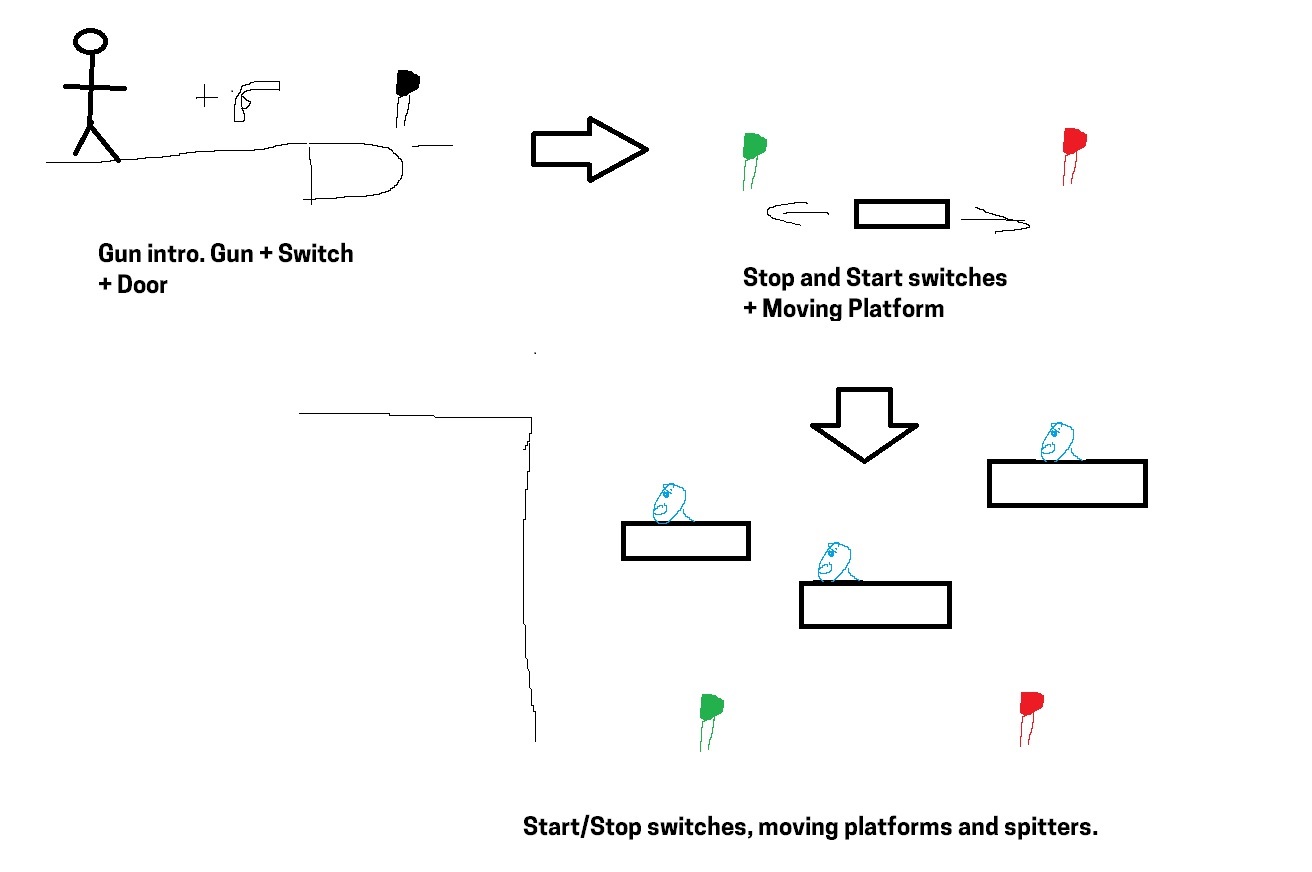 Gun intro. Gun + Switch
+ Door
Stop and Start switches
+ Moving Platform
Start/Stop switches, moving platforms and spitters.